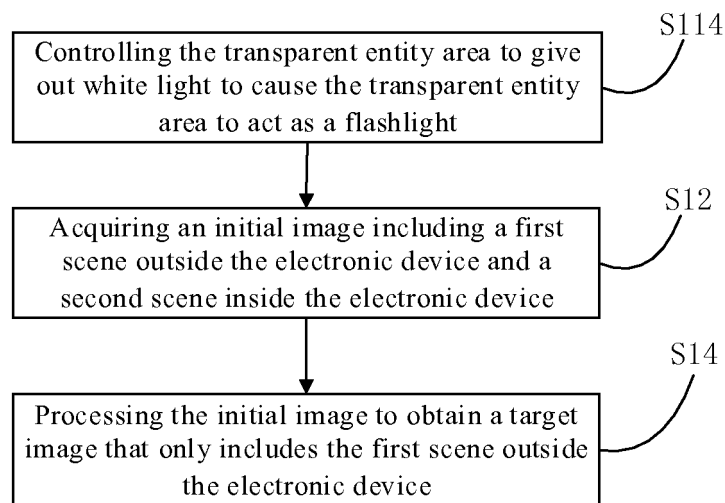 S114
Controlling the transparent entity area to give
out white light to cause the transparent entity
area to act as a flashlight
S12
Acquiring an initial image including a first
scene outside the electronic device and a
second scene inside the electronic device
S14
Processing the initial image to obtain a target
image that only includes the first scene outside
the electronic device